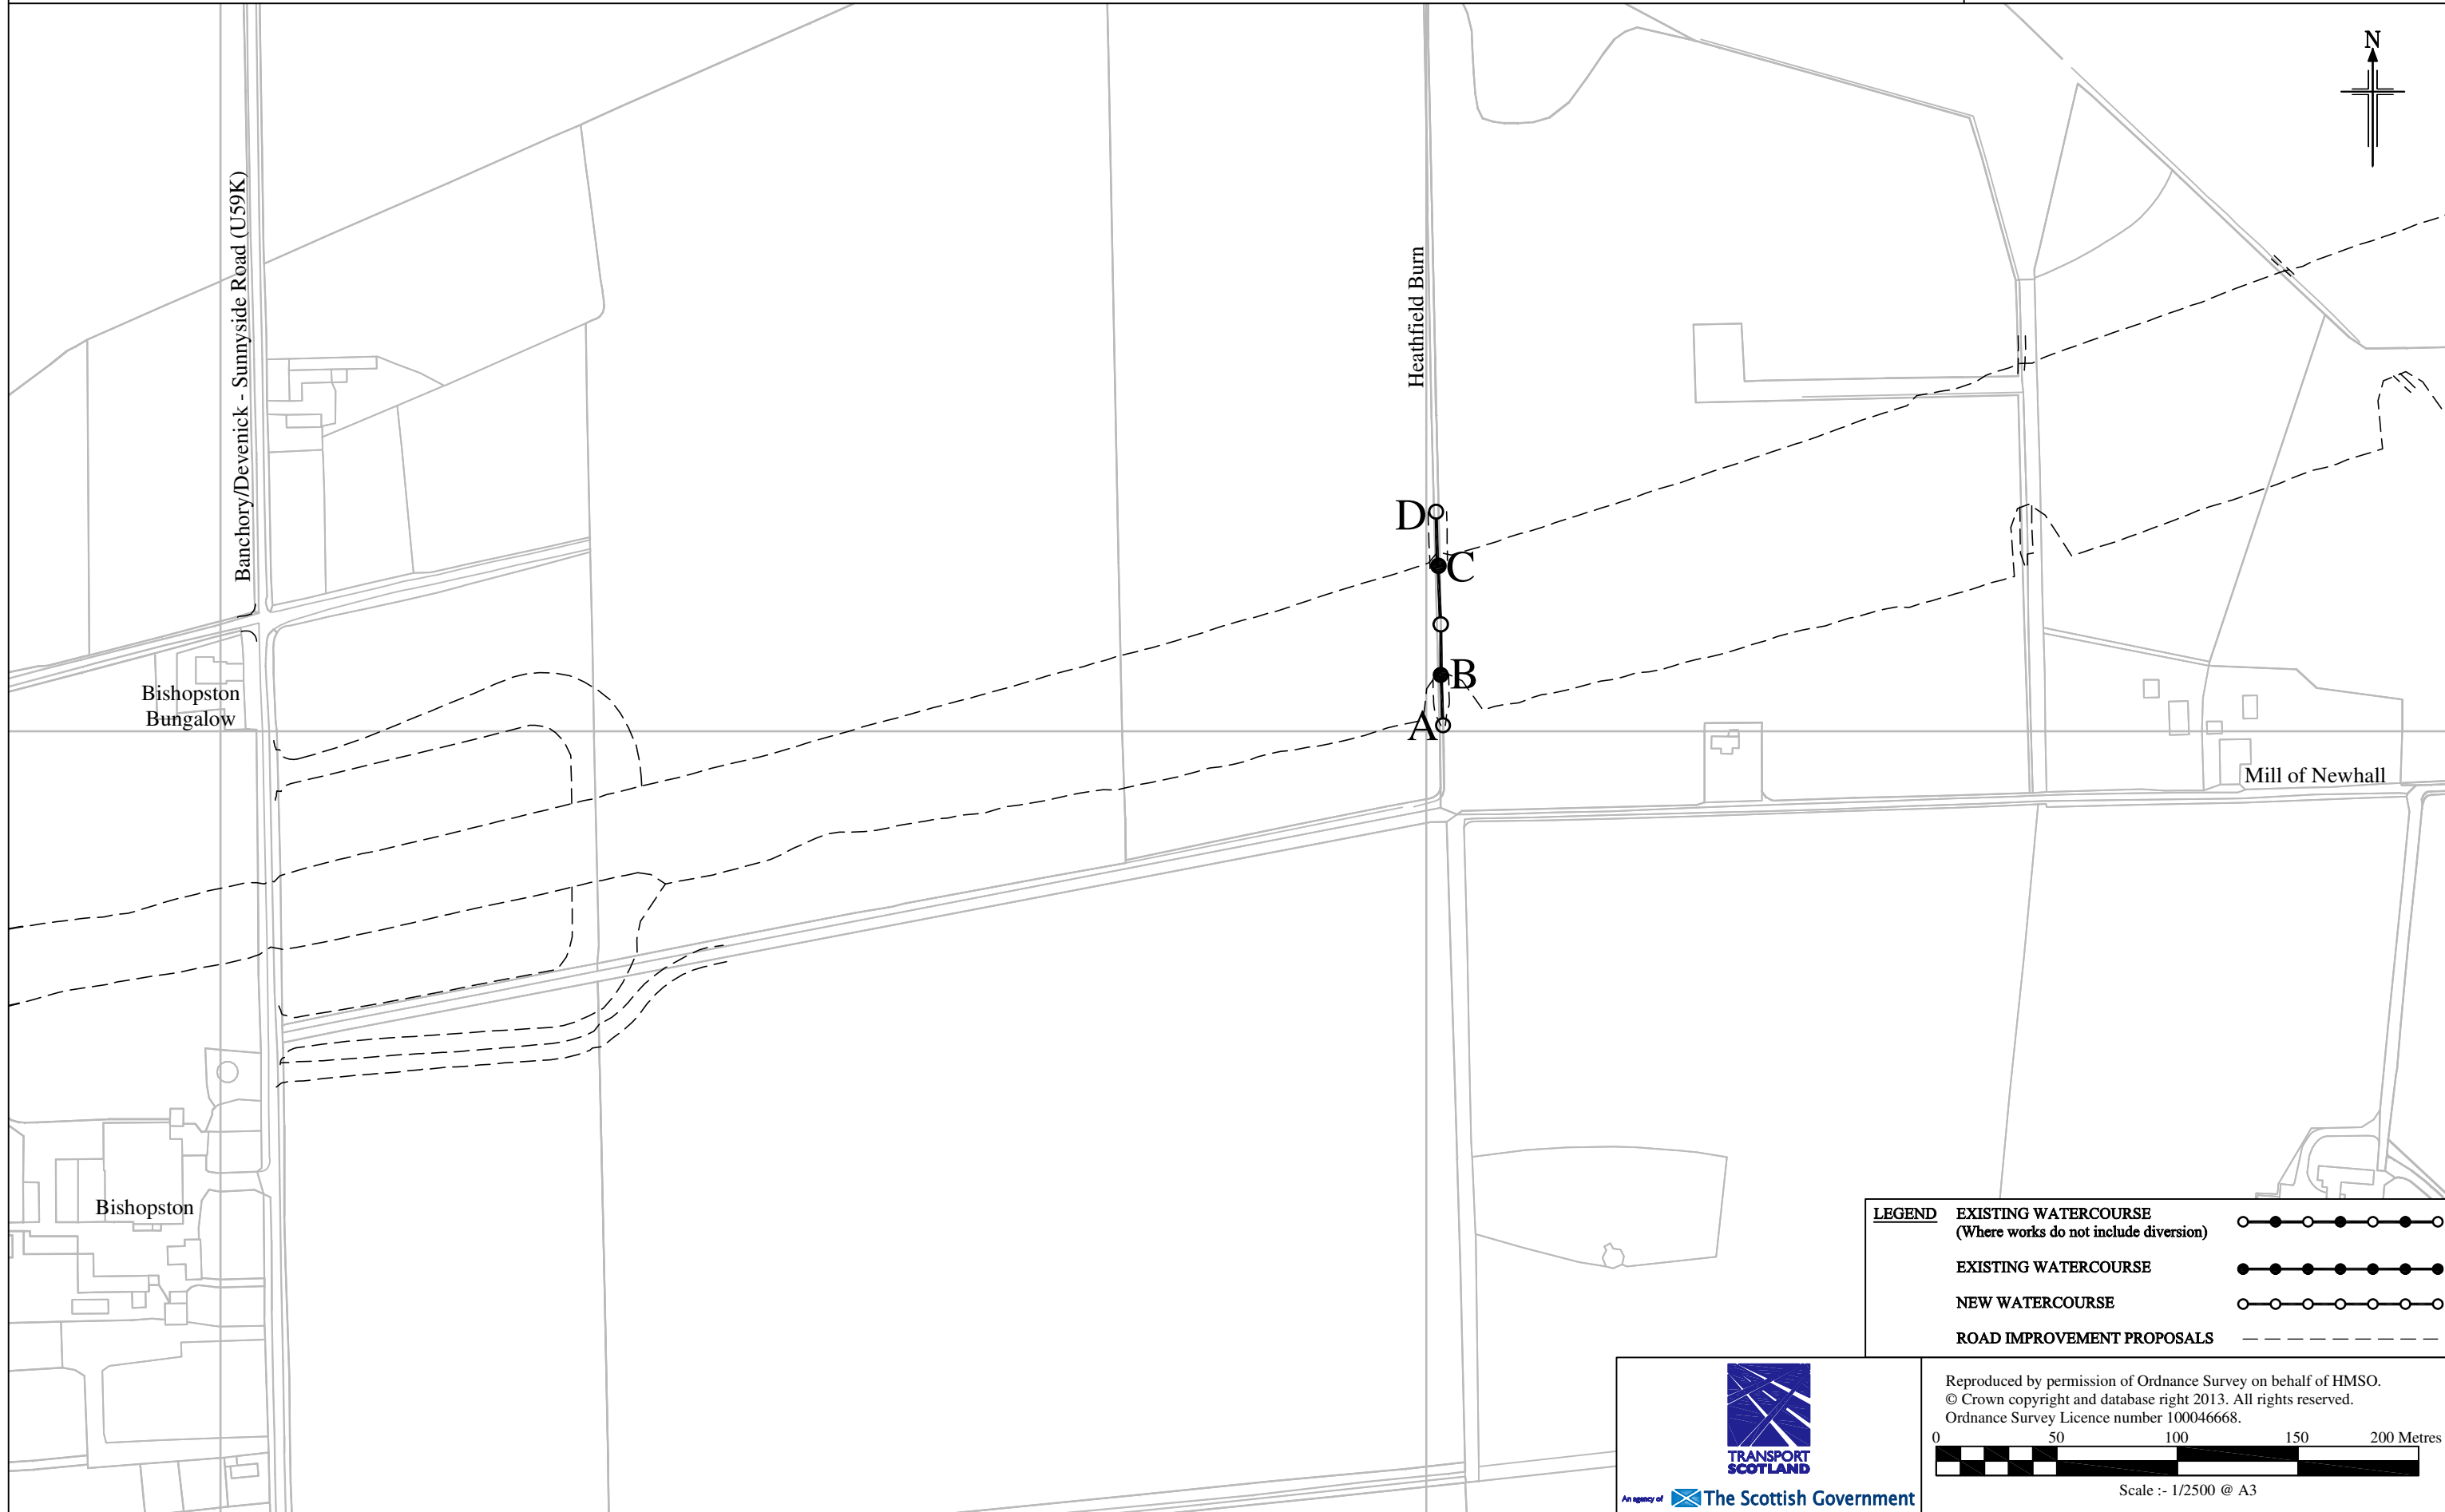 N
Banchory/Devenick - Sunnyside Road (U59K)
Heathfield Burn
D
C
B
A
Bishopston
Bungalow
Mill of Newhall
Bishopston
LEGEND
EXISTING WATERCOURSE
(Where works do not include diversion)
EXISTING WATERCOURSE
NEW WATERCOURSE
ROAD IMPROVEMENT PROPOSALS
TRANSPORT
SCOTLAND
An agency of The Scottish Government
Reproduced by permission of Ordnance Survey on behalf of HMSO.
© Crown copyright and database right 2013. All rights reserved.
Ordnance Survey Licence number 100046668.
0 50 100 150 200 Metres
Scale :- 1/2500 @ A3